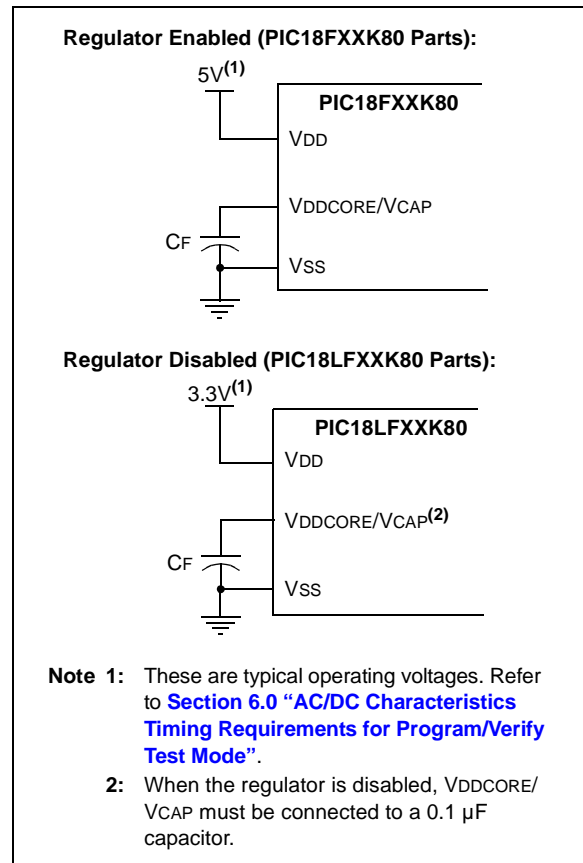 Regulator Enabled (PIC18FXXK80 Parts):
5V(1)
PIC18FXXK80
VDD
VDDCORE/VCAP
CF
VSS
Regulator Disabled (PIC18LFXXK80 Parts):
3.3V(1)
PIC18LFXXK80
VDD
VDDCORE/VCAP(2)
CF
VSS
Note 1: These are typical operating voltages. Refer
to Section 6.0 “AC/DC Characteristics
Timing Requirements for Program/Verify
Test Mode”.
2: When the regulator is disabled, VDDCORE/
VCAP must be connected to a 0.1 µF
capacitor.